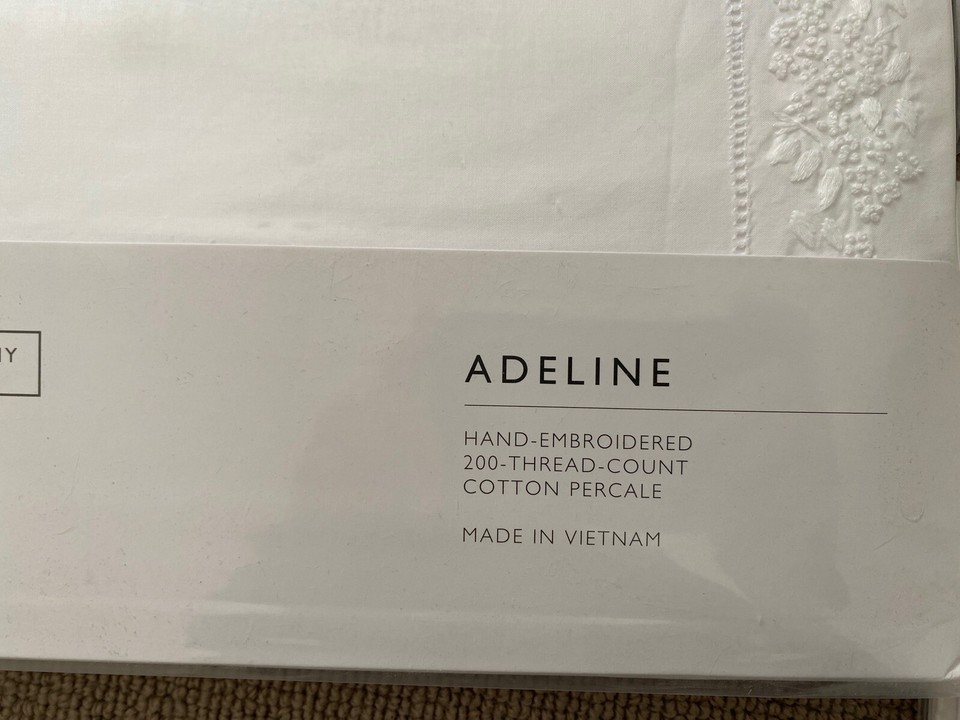 ADELINE
HAND-EMBROIDERED
200-THREAD-COUNT
COTTON PERCALE
MADE IN VIETNAM